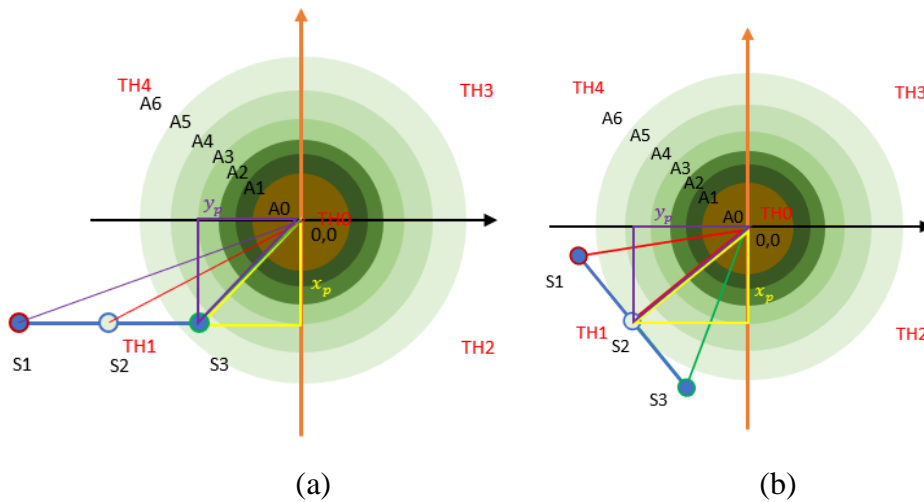 TH4
TH3
A6
A5
A4
A3
A2
A1
A0
TH0
y_p
0,0
x_p
S1
S2
TH1
S3
TH2
(a)
TH4
TH3
A6
A5
A4
A3
A2
A1
A0
TH0
y_p
0,0
S1
x_p
TH1
S2
TH2
S3
(b)